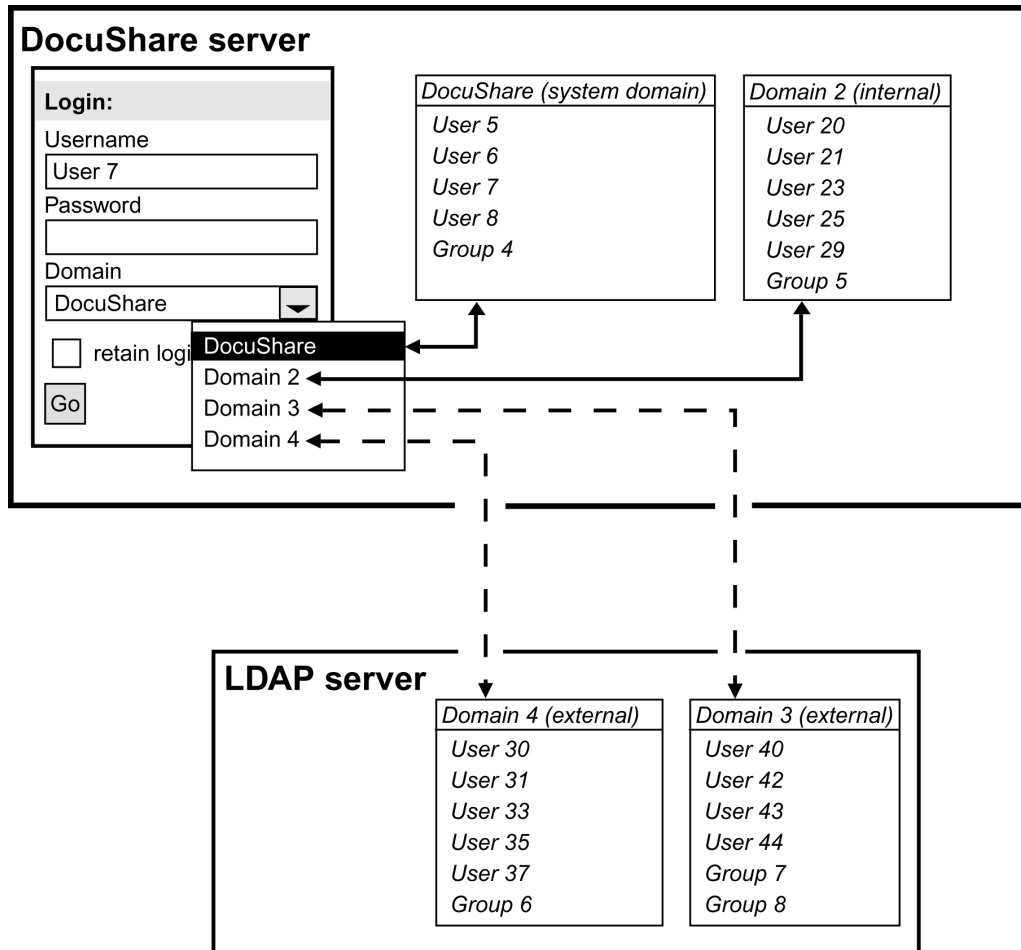 DocuShare server
Login:
Username
User 7
Password
Domain
DocuShare
retain logi
Go
DocuShare
Domain 2
Domain 3
Domain 4
DocuShare (system domain)
User 5
User 6
User 7
User 8
Group 4
Domain 2 (internal)
User 20
User 21
User 23
User 25
User 29
Group 5
LDAP server
Domain 4 (external)
User 30
User 31
User 33
User 35
User 37
Group 6
Domain 3 (external)
User 40
User 42
User 43
User 44
Group 7
Group 8